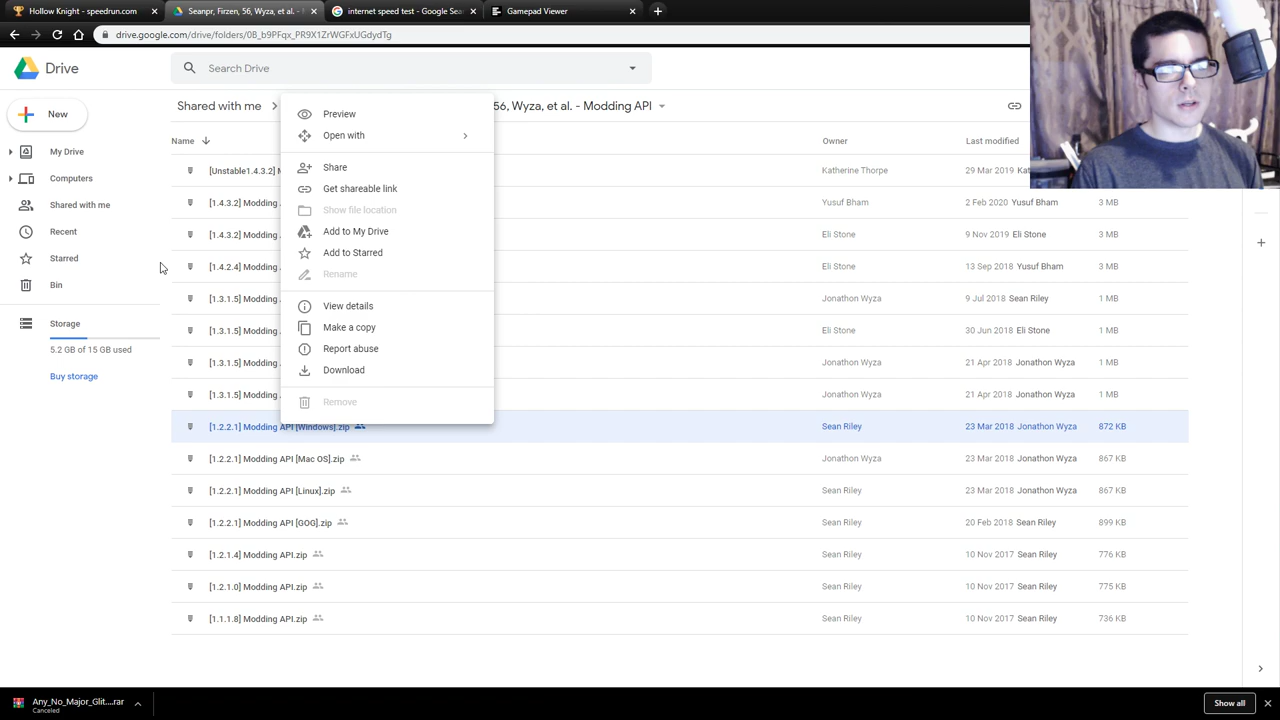 Hollow Knight - speedrun.com
Seanpr, Firzen, 56, Wyza, et al. -
internet speed test - Google Sea
Gamepad Viewer
drive.google.com/drive/folders/0B_b9PFqx_PR9X1ZrWGFxUGdydTg
Drive
Search Drive
New
Shared with me
56, Wyza, et al. - Modding API
Name
Owner
Last modified
My Drive
Computers
Shared with me
Recent
Starred
Bin
Storage
5.2 GB of 15 GB used
Buy storage
Preview
Open with
Share
Get shareable link
Show file location
Add to My Drive
Add to Starred
Rename
View details
Make a copy
Report abuse
Download
Remove
[Unstable1.4.3.2] M Katherine Thorpe 29 Mar 2019
[1.4.3.2] Modding Yusuf Bham 2 Feb 2020 Yusuf Bham 3 MB
[1.4.3.2] Modding Eli Stone 9 Nov 2019 Eli Stone 3 MB
[1.4.2.4] Modding Eli Stone 13 Sep 2018 Yusuf Bham 3 MB
[1.3.1.5] Modding Jonathon Wyza 9 Jul 2018 Sean Riley 1 MB
[1.3.1.5] Modding Eli Stone 30 Jun 2018 Eli Stone 1 MB
[1.3.1.5] Modding Jonathon Wyza 21 Apr 2018 Jonathon Wyza 1 MB
[1.3.1.5] Modding Jonathon Wyza 21 Apr 2018 Jonathon Wyza 1 MB
[1.2.2.1] Modding API [Windows].zip Sean Riley 23 Mar 2018 Jonathon Wyza 872 KB
[1.2.2.1] Modding API [Mac OS].zip Jonathon Wyza 23 Mar 2018 Jonathon Wyza 867 KB
[1.2.2.1] Modding API [Linux].zip Sean Riley 23 Mar 2018 Jonathon Wyza 867 KB
[1.2.2.1] Modding API [GOG].zip Sean Riley 20 Feb 2018 Sean Riley 899 KB
[1.2.1.4] Modding API.zip Sean Riley 10 Nov 2017 Sean Riley 776 KB
[1.2.1.0] Modding API.zip Sean Riley 10 Nov 2017 Sean Riley 775 KB
[1.1.1.8] Modding API.zip Sean Riley 10 Nov 2017 Sean Riley 736 KB
Any_No_Major_Glit....rar
Canceled
Show all